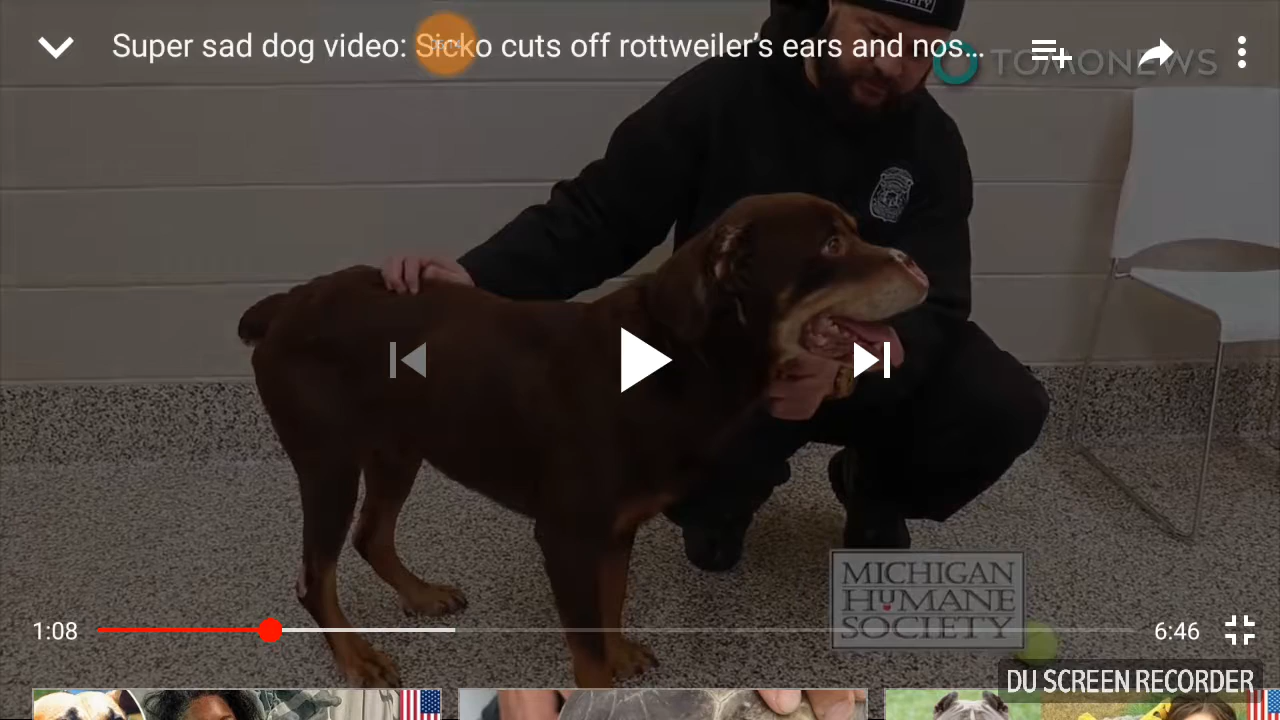 Super sad dog video: Sicko cuts off rottweiler's ears and nos...
TOMONEWS
MICHIGAN
HUMANE
SOCIETY
1:08
6:46
DU SCREEN RECORDER